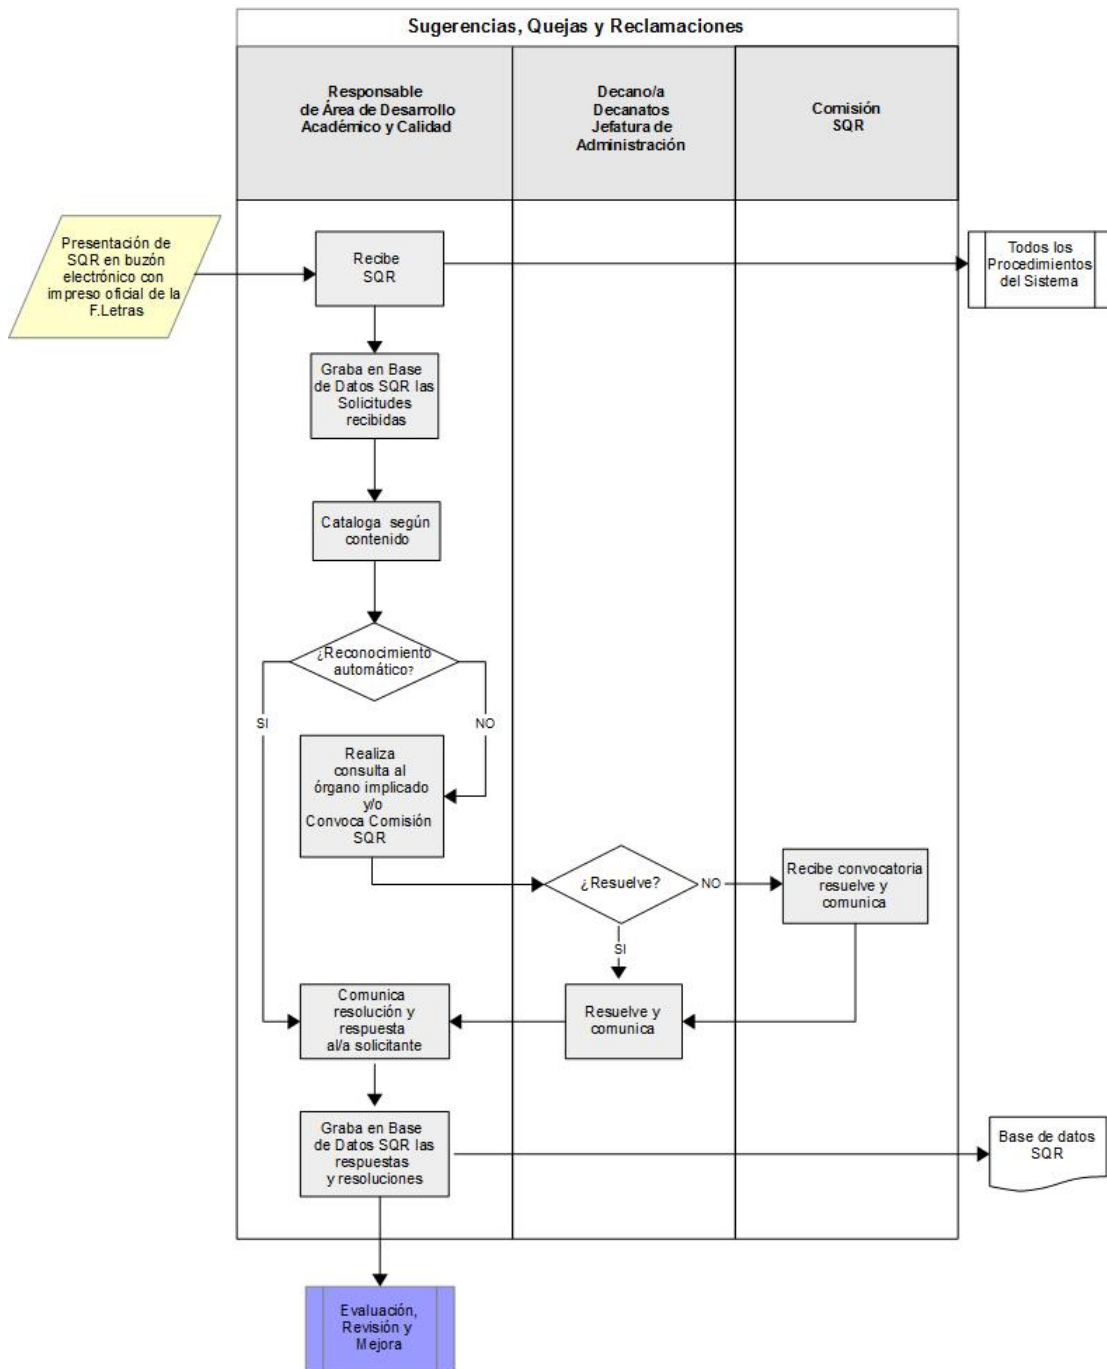 Sugerencias, Quejas y Reclamaciones
Responsable
de Área de Desarrollo
Académico y Calidad
Decano/a
Decanatos
Jefatura de
Administración
Comisión
SQR
Presentación de
SQR en buzón
electrónico con
impreso oficial de la
F.Letras
Recibe
SQR
Todos los
Procedimientos
del Sistema
Graba en Base
de Datos SQR las
Solicitudes
recibidas
Cataloga según
contenido
¿Reconocimiento
automático?
SI
NO
Realiza
consulta al
órgano implicado
y/o
Convoca Comisión
SQR
¿Resuelve?
NO
Recibe convocatoria
resuelve y
comunica
SI
Comunica
resolución y
respuesta
al/a solicitante
Resuelve y
comunica
Graba en Base
de Datos SQR las
respuestas
y resoluciones
Base de datos
SQR
Evaluación,
Revisión y
Mejora